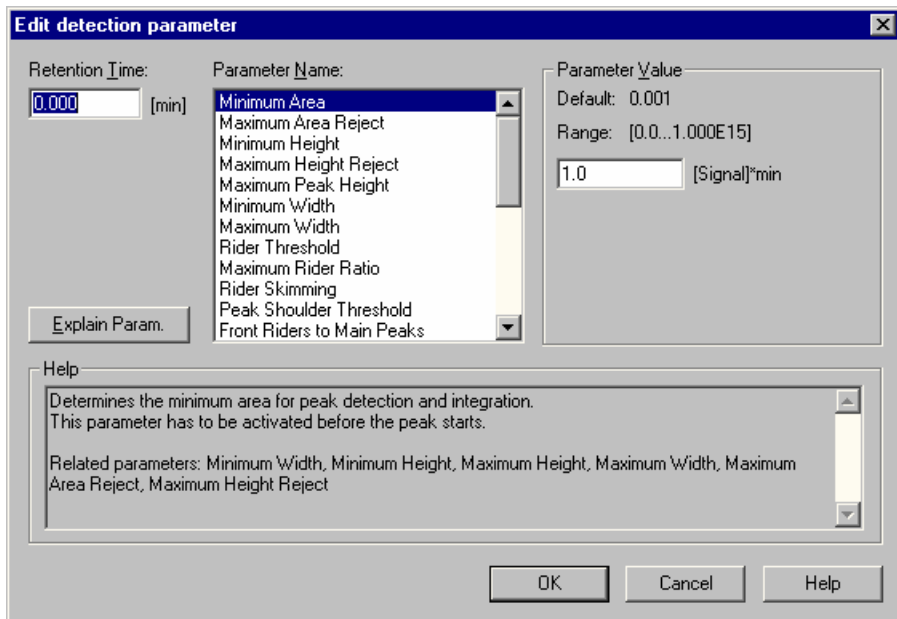 Edit detection parameter
Retention Time:
0.000 [min]
Explain Param.
Parameter Name:
Minimum Area
Maximum Area Reject
Minimum Height
Maximum Height Reject
Maximum Peak Height
Minimum Width
Maximum Width
Rider Threshold
Maximum Rider Ratio
Rider Skimming
Peak Shoulder Threshold
Front Riders to Main Peaks
Parameter Value
Default: 0.001
Range: [0.0...1.000E15]
1.0 [Signal]*min
Help
Determines the minimum area for peak detection and integration.
This parameter has to be activated before the peak starts.
Related parameters: Minimum Width, Minimum Height, Maximum Height, Maximum Width, Maximum
Area Reject, Maximum Height Reject
OK Cancel Help